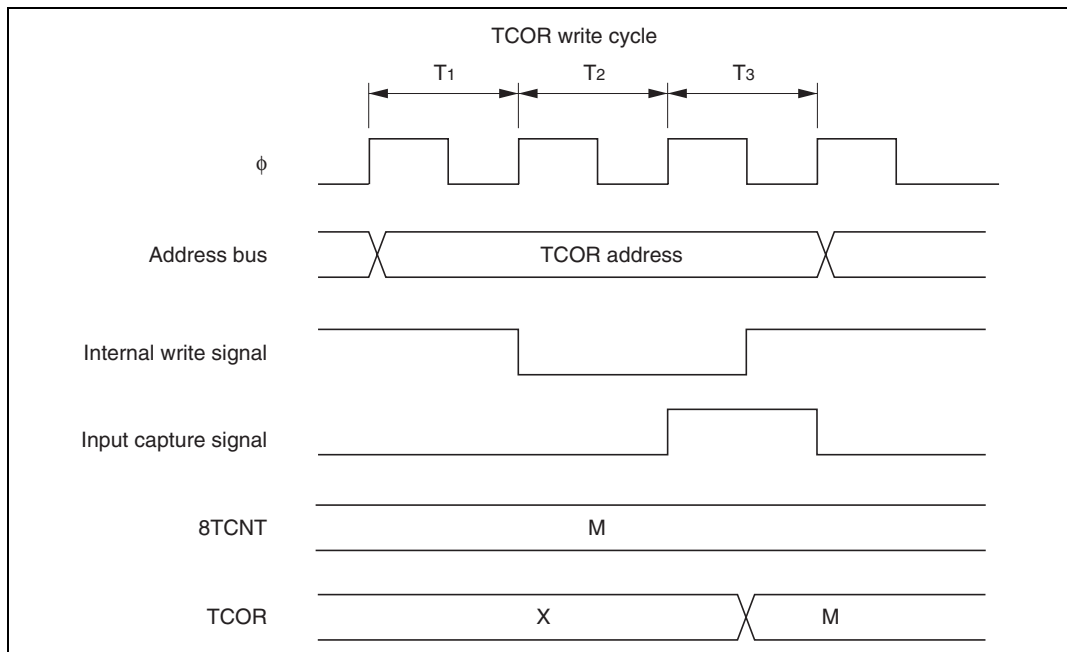 TCOR write cycle
T1 T2 T3
φ
Address bus TCOR address
Internal write signal
Input capture signal
8TCNT M
TCOR X M